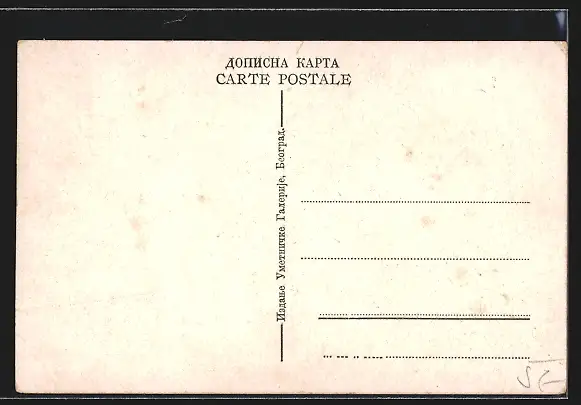 ДОПИСНА КАРТА
CARTE POSTALE
Издање Уметничке Галерије, Београд.